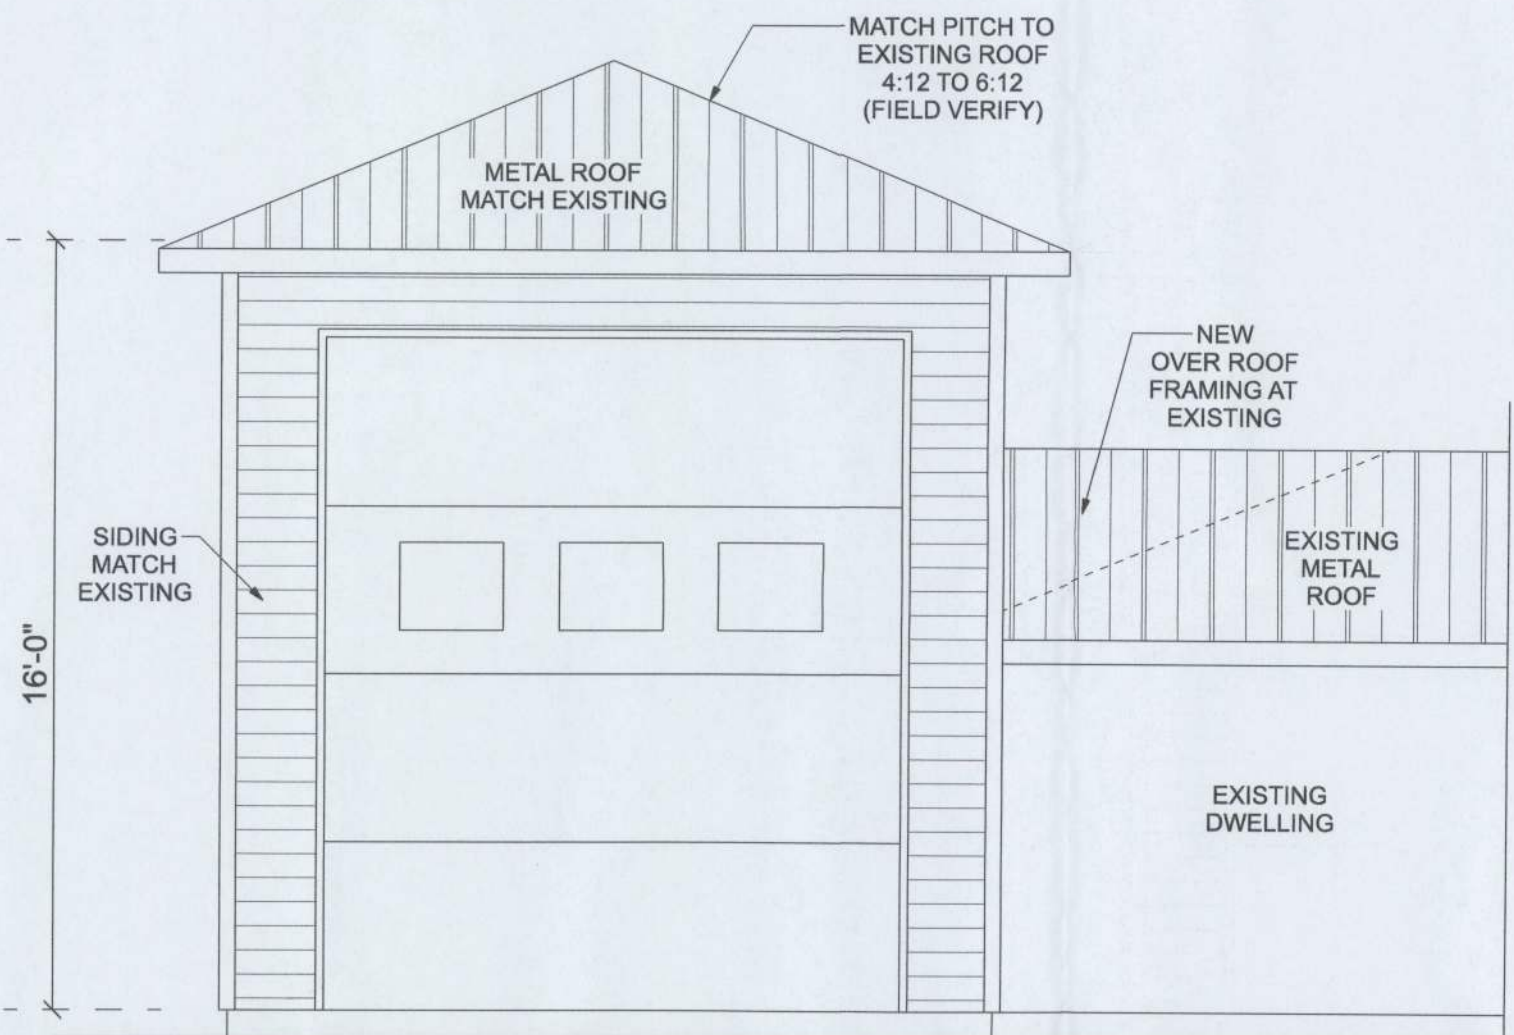 MATCH PITCH TO
EXISTING ROOF
4:12 TO 6:12
(FIELD VERIFY)
METAL ROOF
MATCH EXISTING
NEW
OVER ROOF
FRAMING AT
EXISTING
SIDING
MATCH
EXISTING
EXISTING
METAL
ROOF
16'-0"
EXISTING
DWELLING